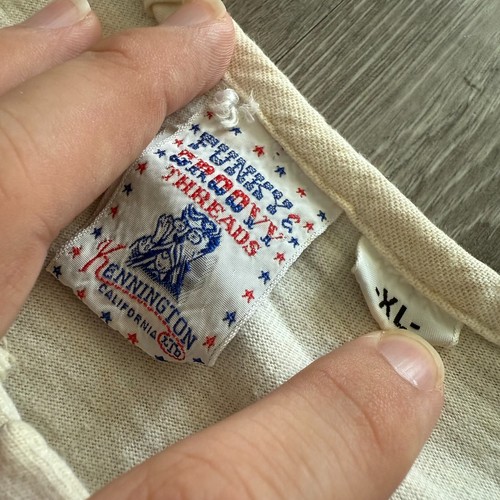 FUNKY &
GROOVY
THREADS
KENNINGTON
CALIFORNIA LTD
XL